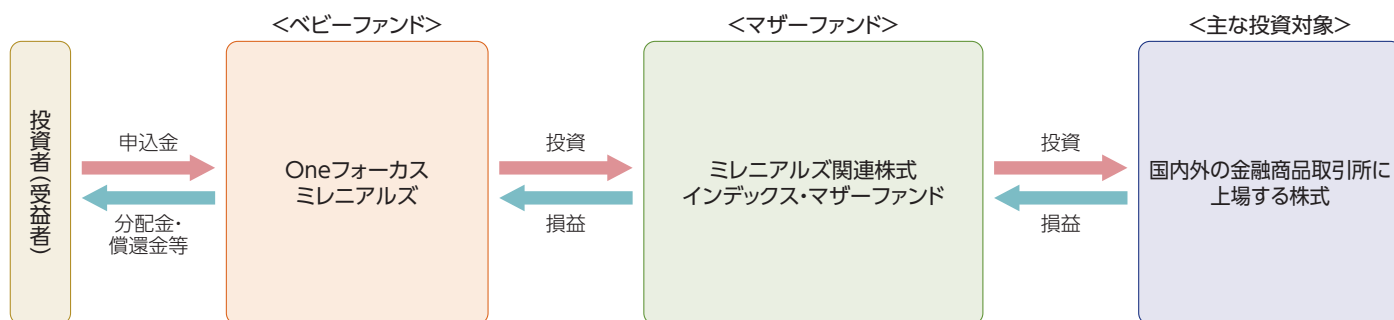 <ベビーファンド>
<マザーファンド>
<主な投資対象>
投資者(受益者)
申込金
分配金・
償還金等
Oneフォーカス
ミレニアルズ
投資
損益
ミレニアルズ関連株式
インデックス・マザーファンド
投資
損益
国内外の金融商品取引所に
上場する株式